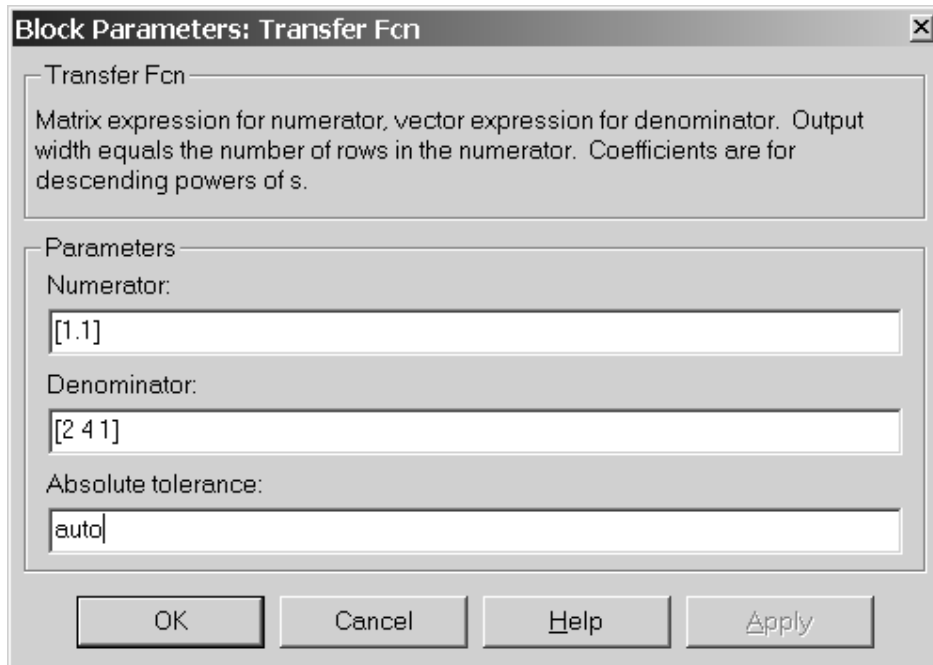 Block Parameters: Transfer Fcn
Transfer Fcn
Matrix expression for numerator, vector expression for denominator. Output
width equals the number of rows in the numerator. Coefficients are for
descending powers of s.
Parameters
Numerator:
[1.1]
Denominator:
[2 4 1]
Absolute tolerance:
auto
OK Cancel Help Apply